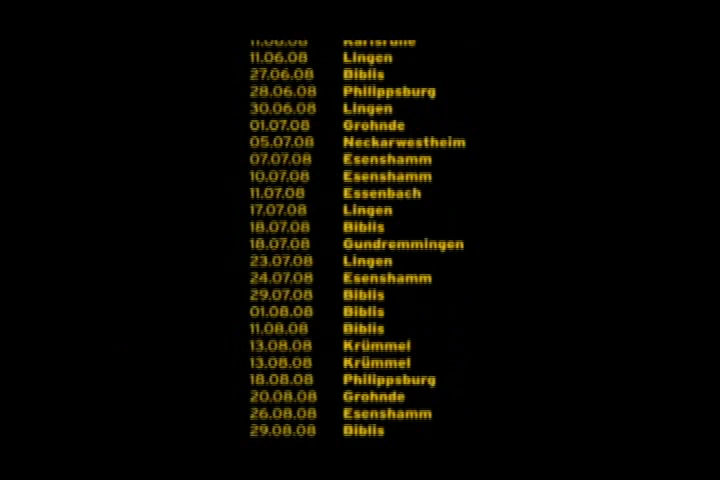 11.06.08 Karlsruhe
11.06.08 Lingen
27.06.08 Biblis
28.06.08 Philippsburg
30.06.08 Lingen
01.07.08 Grohnde
05.07.08 Neckarwestheim
07.07.08 Esenshamm
10.07.08 Esenshamm
11.07.08 Essenbach
17.07.08 Lingen
18.07.08 Biblis
18.07.08 Gundremmingen
23.07.08 Lingen
24.07.08 Esenshamm
29.07.08 Biblis
01.08.08 Biblis
11.08.08 Biblis
13.08.08 Krümmel
13.08.08 Krümmel
18.08.08 Philippsburg
20.08.08 Grohnde
26.08.08 Esenshamm
29.08.08 Biblis